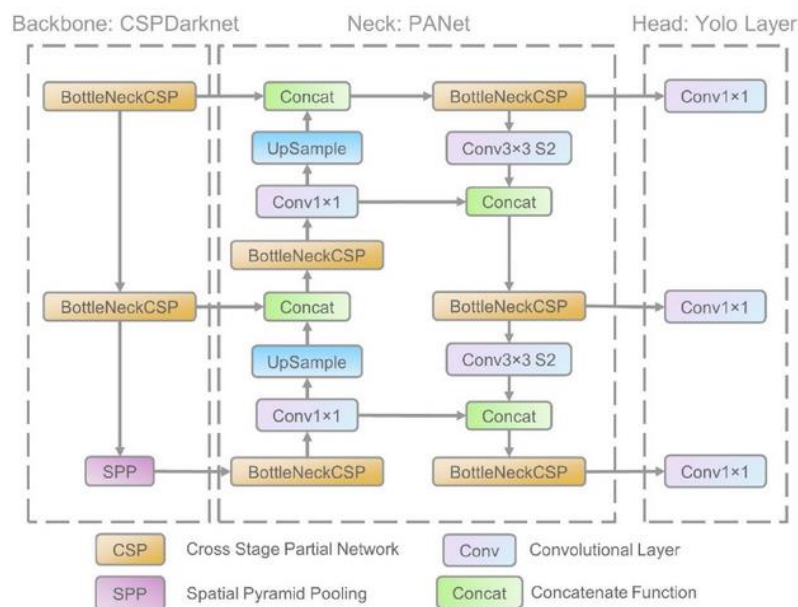 Backbone: CSPDarknet Neck: PANet Head: Yolo Layer
BottleNeckCSP Concat BottleNeckCSP Conv1×1
UpSample Conv3×3 S2
Conv1×1 Concat
BottleNeckCSP
BottleNeckCSP Concat BottleNeckCSP Conv1×1
UpSample Conv3×3 S2
Conv1×1 Concat
SPP BottleNeckCSP BottleNeckCSP Conv1×1
CSP Cross Stage Partial Network Conv Convolutional Layer
SPP Spatial Pyramid Pooling Concat Concatenate Function